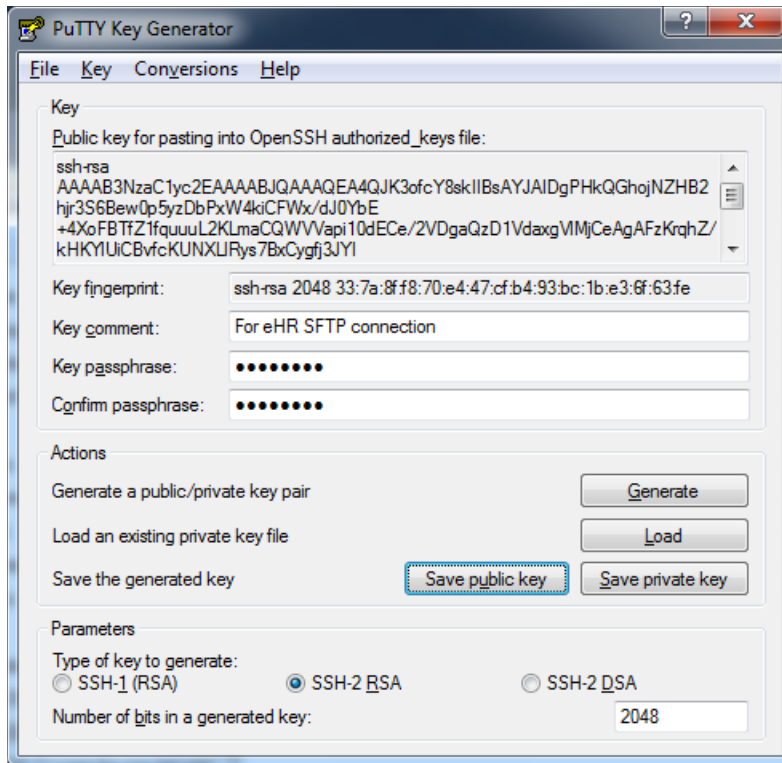 PuTTY Key Generator
File Key Conversions Help
Key
Public key for pasting into OpenSSH authorized_keys file:
ssh-rsa
AAAAB3NzaC1yc2EAAAABJQAAAQEA4QJK3ofcY8skIIBsAYJAIDgPHkQGhojNZHB2
hjr3S6Bew0p5yzDbPxW4kiCFWx/dJ0YbE
+4XoFBTfZ1fquuuL2KLmaCQWVVapi10dECe/2VDgaQzD1VdaxgVlMjCeAgAFzKrqhZ/
kHKYlUiCBvfcKUNXLlRys7BxCygfj3JYl
Key fingerprint: ssh-rsa 2048 33:7a:8f:f8:70:e4:47:cf:b4:93:bc:1b:e3:6f:63:fe
Key comment: For eHR SFTP connection
Key passphrase: ●●●●●●●●
Confirm passphrase: ●●●●●●●●
Actions
Generate a public/private key pair Generate
Load an existing private key file Load
Save the generated key Save public key Save private key
Parameters
Type of key to generate:
SSH-1 (RSA) SSH-2 RSA SSH-2 DSA
Number of bits in a generated key: 2048